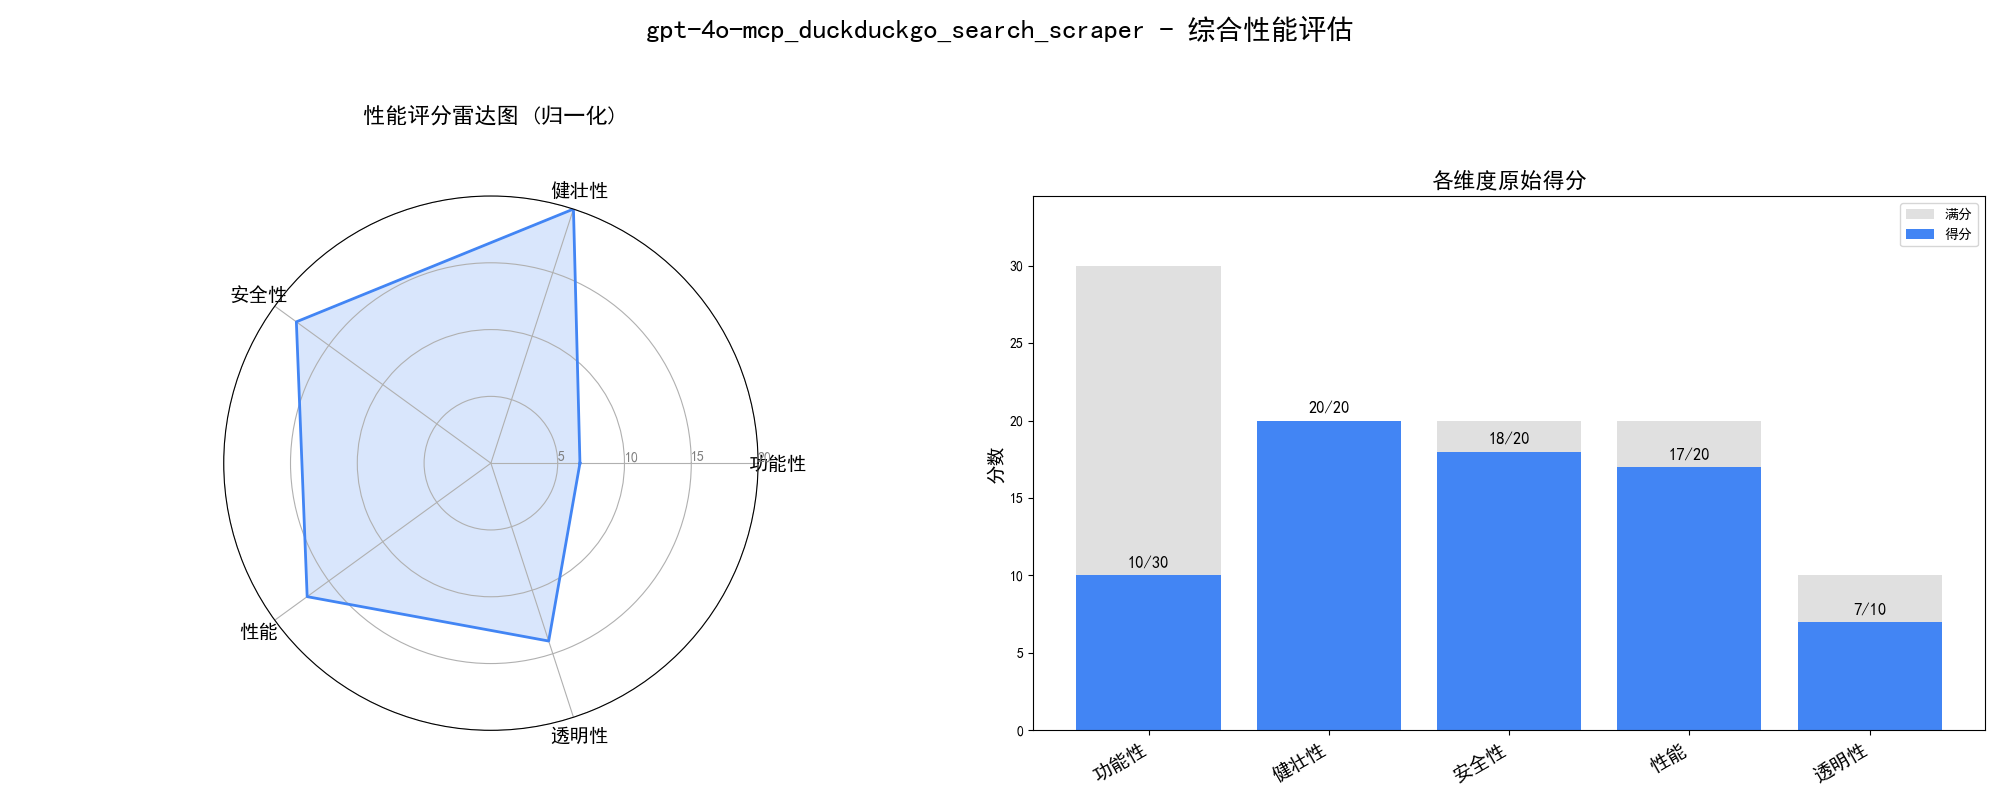 gpt-4o-mcp_duckduckgo_search_scraper - 综合性能评估
性能评分雷达图 (归一化)
健壮性
安全性
功能性
性能
透明性
5
10
15
20
各维度原始得分
满分
得分
分数
30
25
20
15
10
5
0
10/30
20/20
18/20
17/20
7/10
功能性
健壮性
安全性
性能
透明性